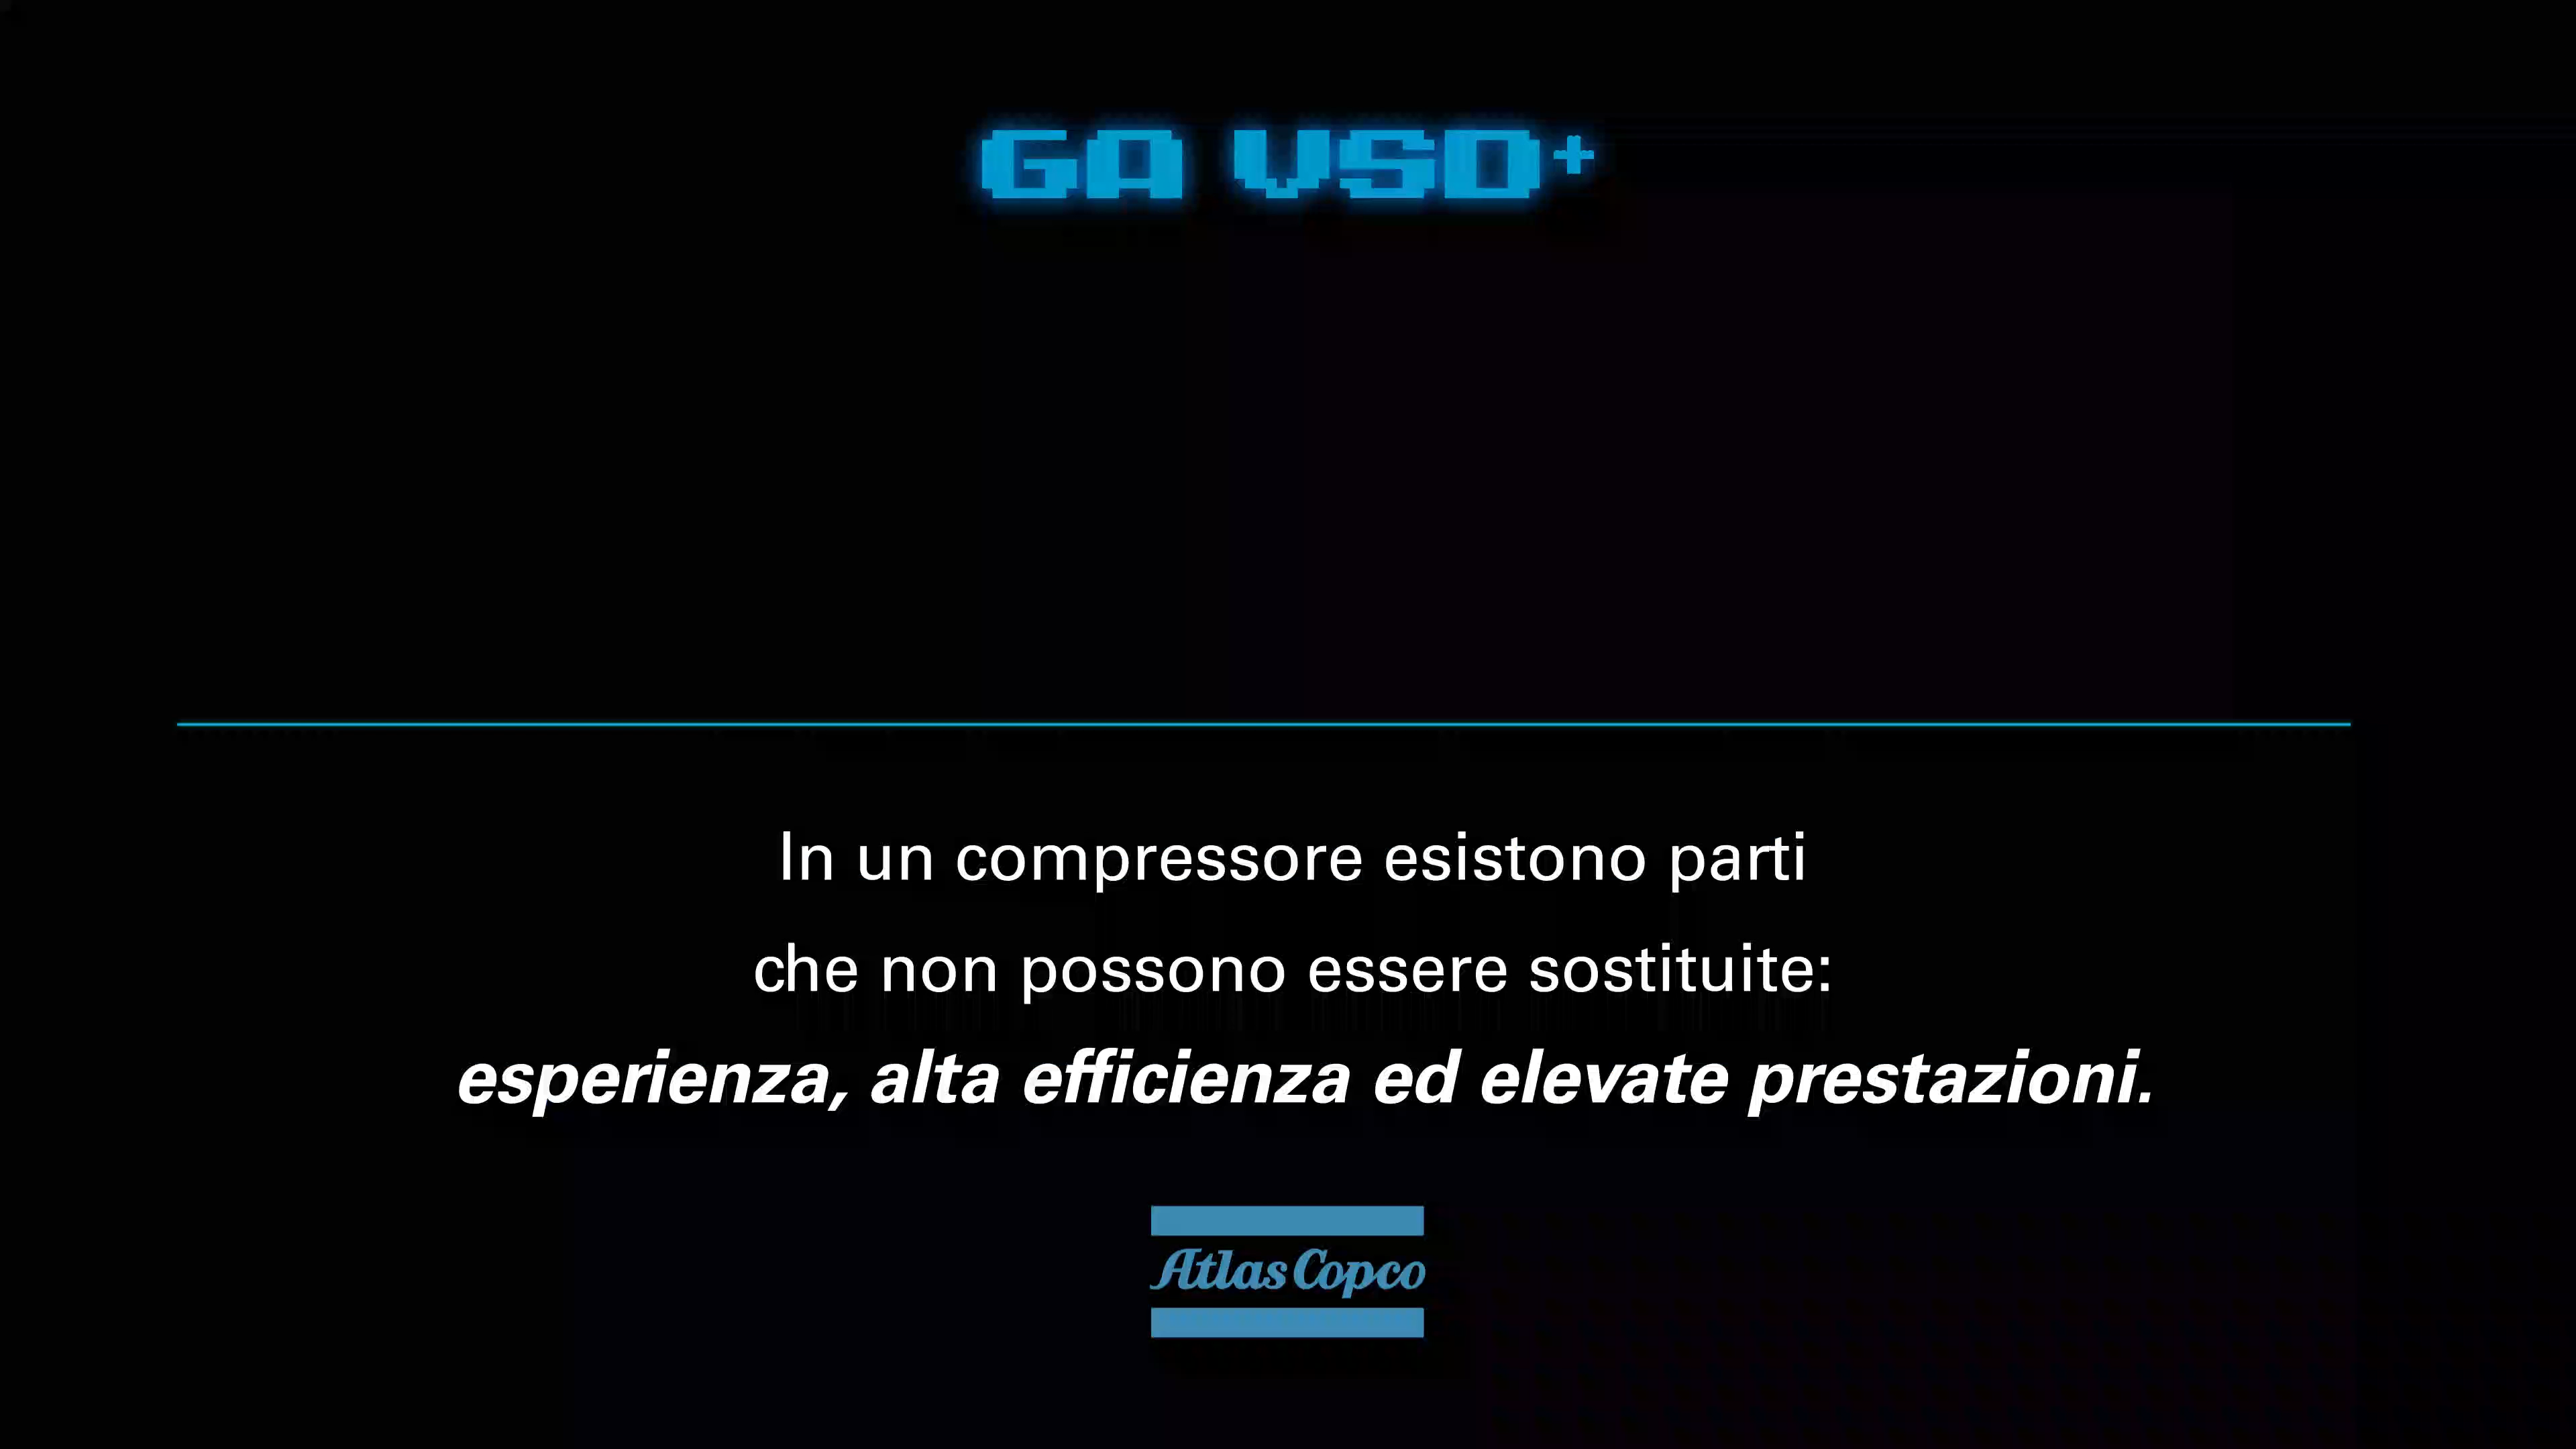 GA VSD+
In un compressore esistono parti
che non possono essere sostituite:
esperienza, alta efficienza ed elevate prestazioni.
Atlas Copco